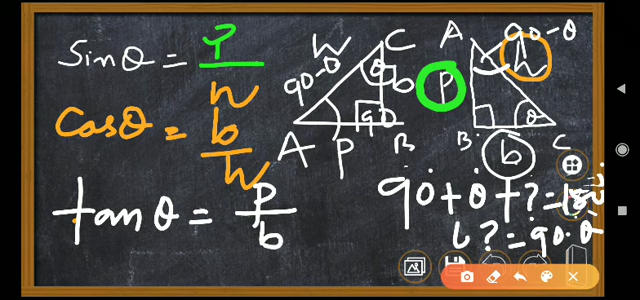 sinθ = P/h
cosθ = b/h
tanθ = p/b
A
B
C
h
90-θ
θ
b
90
P
A
B
C
90-θ
h
P
b
θ
90 + θ + ? = 180
? = 90-θ